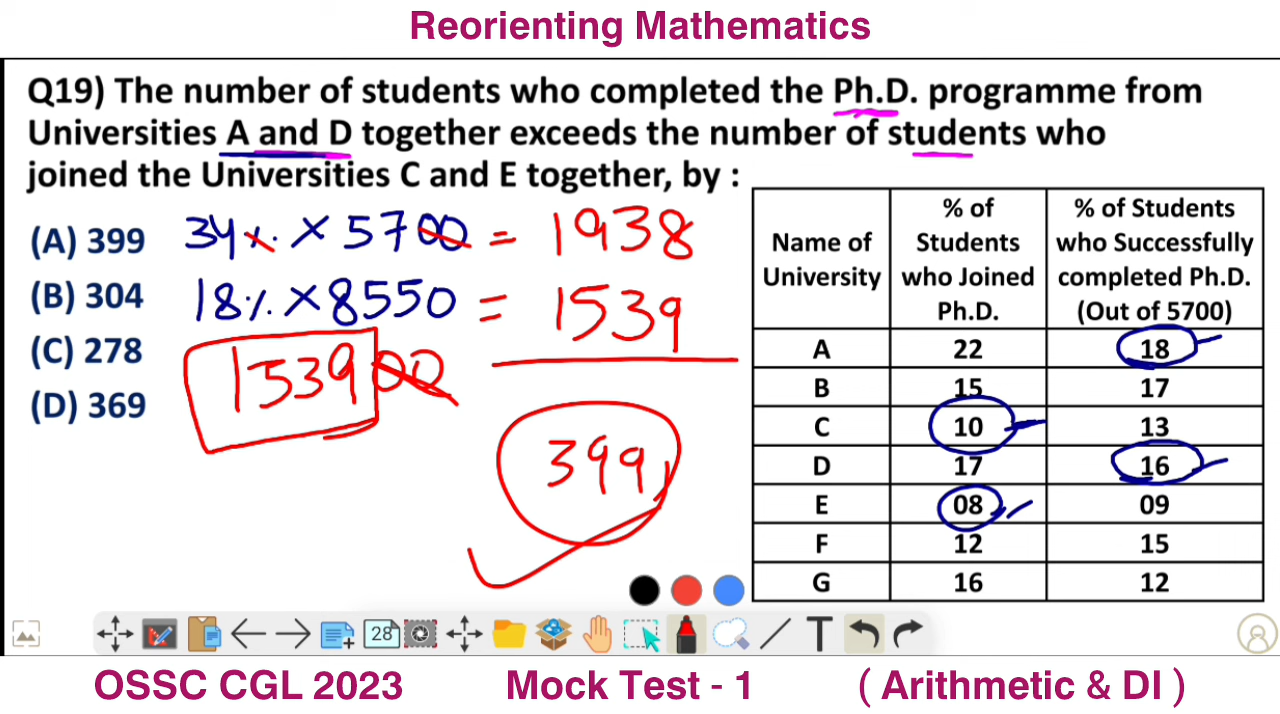 Reorienting Mathematics
Q19) The number of students who completed the Ph.D. programme from
Universities A and D together exceeds the number of students who
joined the Universities C and E together, by :
(A) 399
(B) 304
(C) 278
(D) 369
34% × 5700 = 1938
18% × 8550 = 1539
153900
399
Name of University | % of Students who Joined Ph.D. | % of Students who Successfully completed Ph.D. (Out of 5700)
A 22 18
B 15 17
C 10 13
D 17 16
E 08 09
F 12 15
G 16 12
28
T
OSSC CGL 2023 Mock Test - 1 ( Arithmetic & DI )